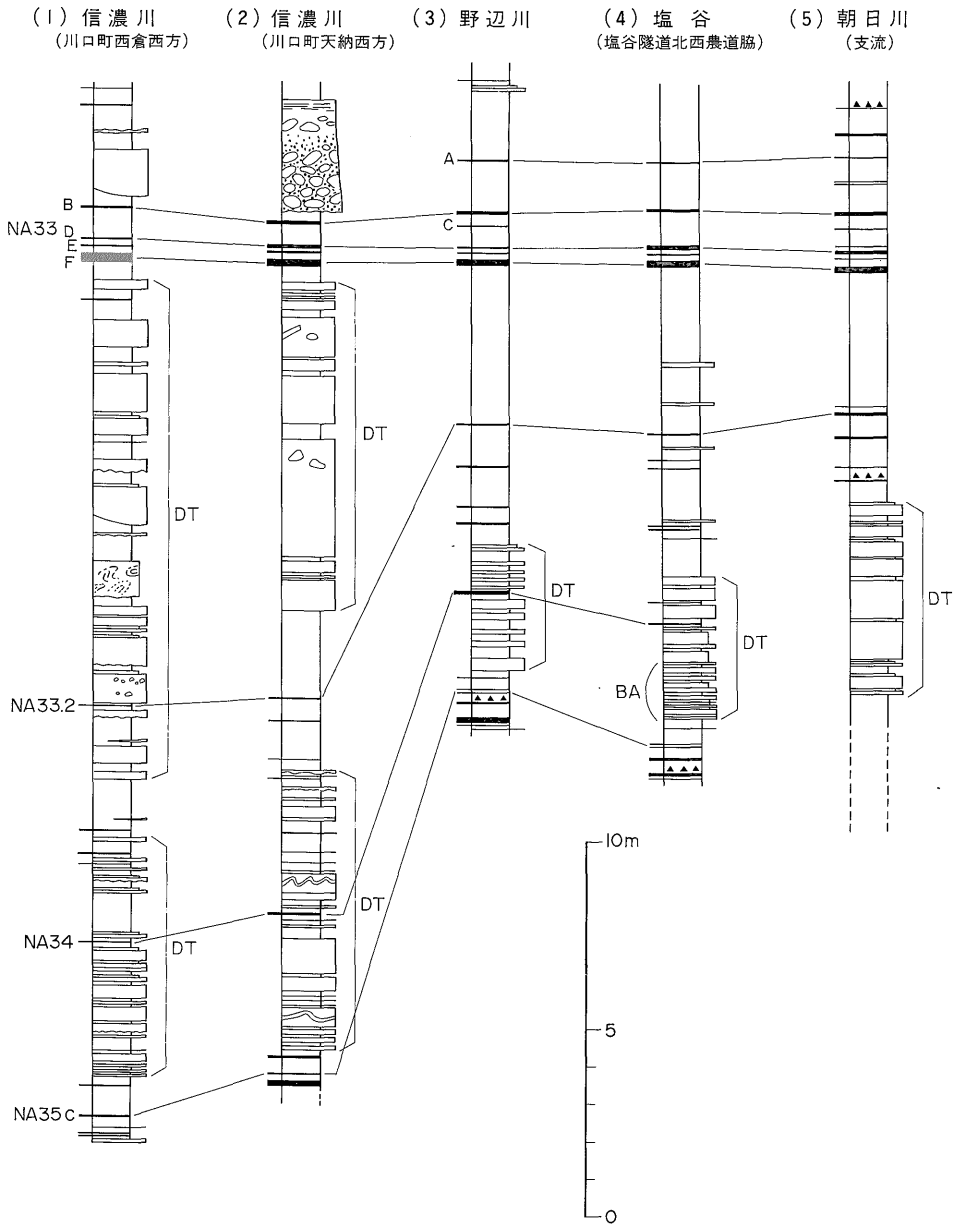 (1) 信濃川
(川口町西倉西方)
(2) 信濃川
(川口町天納西方)
(3) 野辺川
(4) 塩谷
(塩谷隧道北西農道脇)
(5) 朝日川
(支流)
A
B
C
NA33 D
E
F
DT
DT
DT
DT
DT
NA33.2
BA
10m
DT
NA34
DT
5
NA35c
0